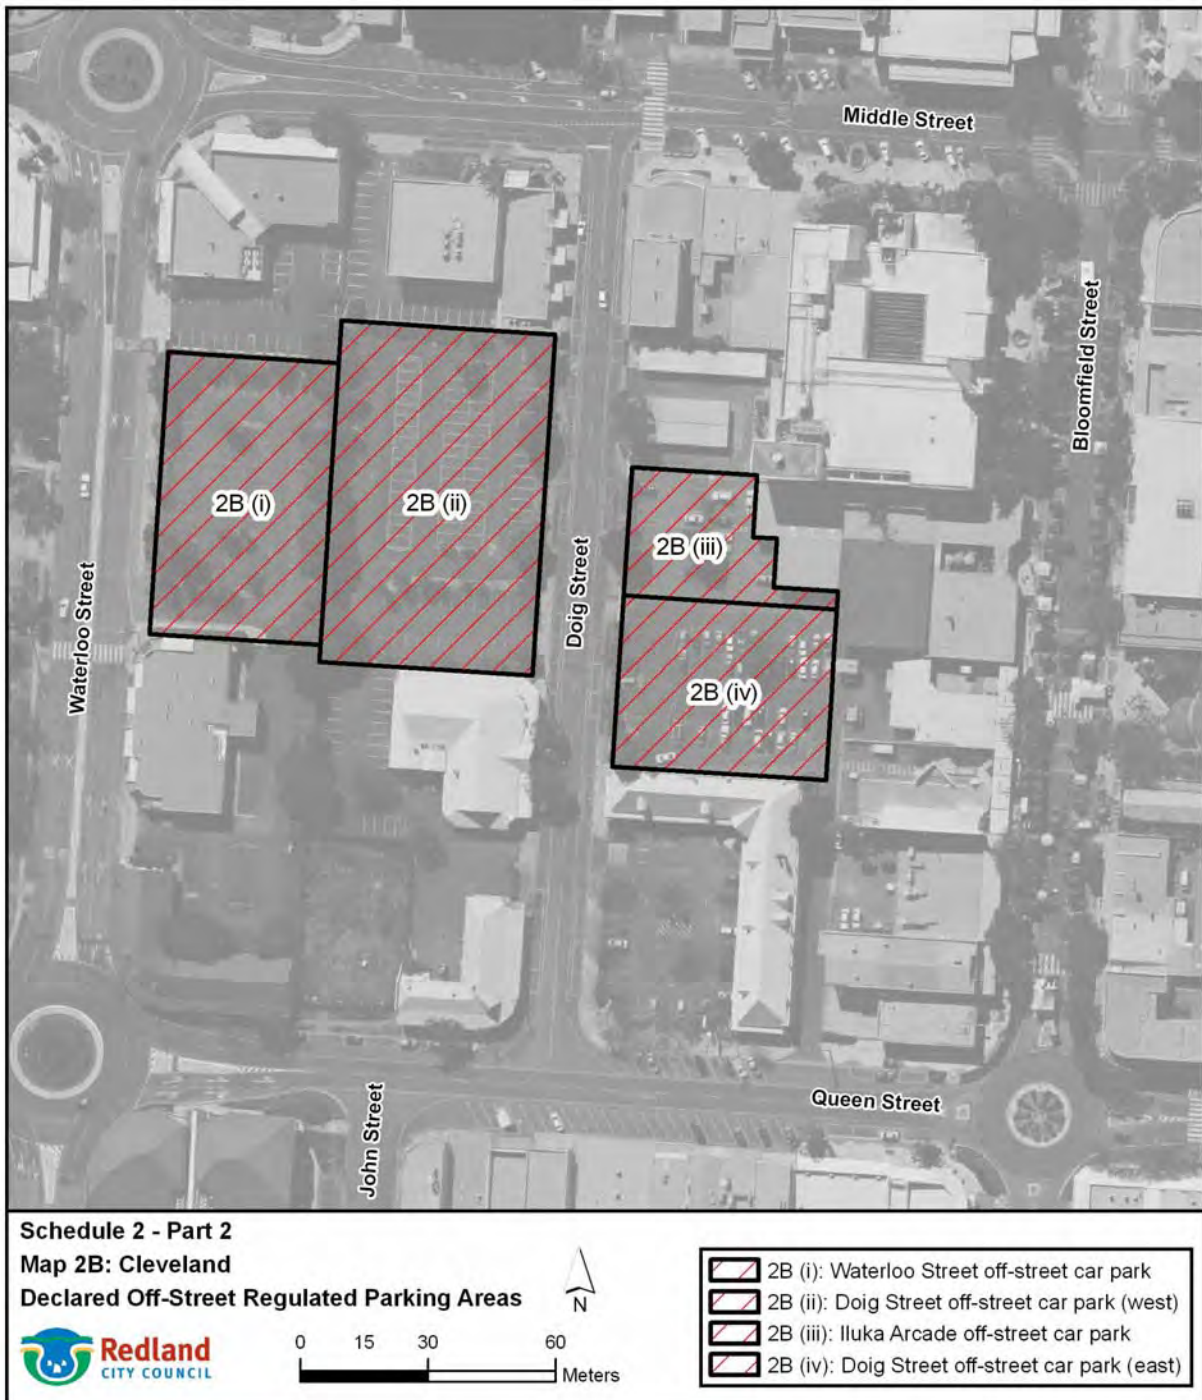 Middle Street
Bloomfield Street
2B (i)
2B (ii)
2B (iii)
Doig Street
Waterloo Street
2B (iv)
Queen Street
John Street
Schedule 2 - Part 2
Map 2B: Cleveland
Declared Off-Street Regulated Parking Areas
N
Redland
CITY COUNCIL
0 15 30 60
Meters
2B (i): Waterloo Street off-street car park
2B (ii): Doig Street off-street car park (west)
2B (iii): Iluka Arcade off-street car park
2B (iv): Doig Street off-street car park (east)